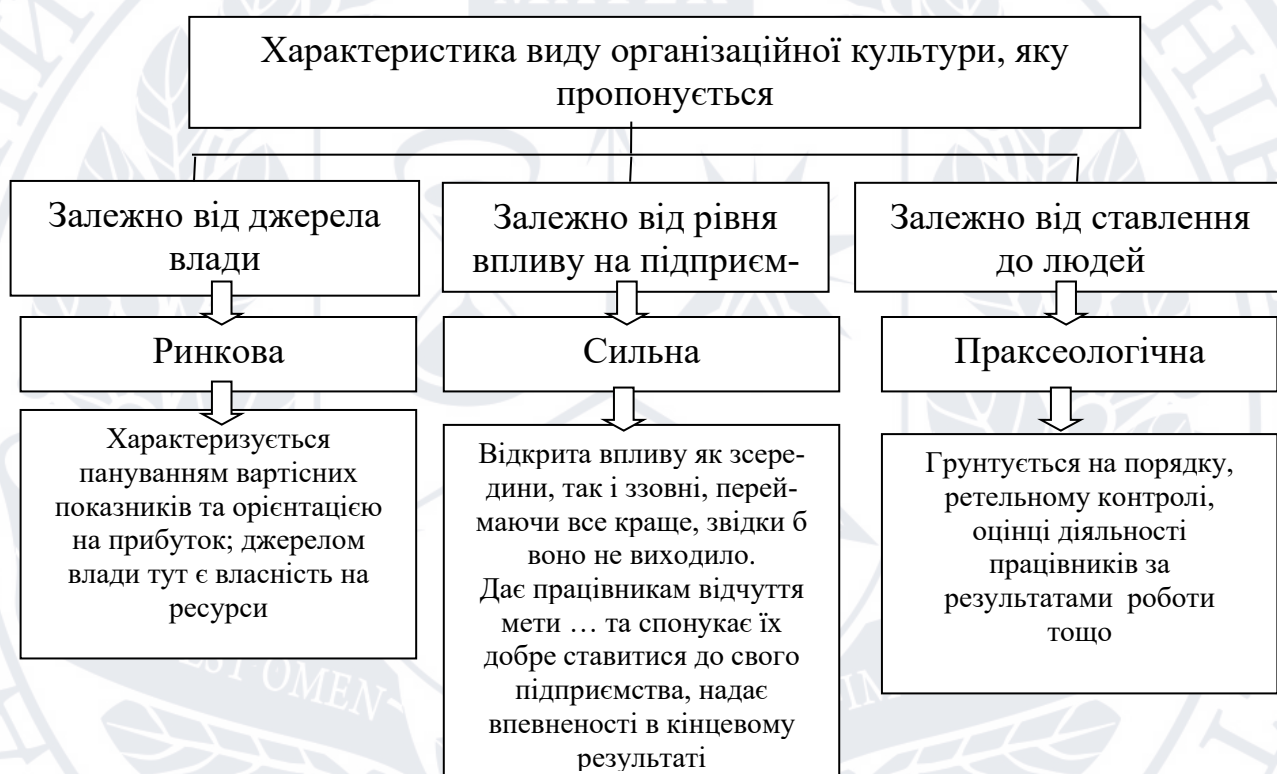 Характеристика виду організаційної культури, яку
пропонується
Залежно від джерела
влади
Залежно від рівня
впливу на підприєм-
Залежно від ставлення
до людей
Ринкова
Сильна
Праксеологічна
Характеризується
пануванням вартісних
показників та орієнтацією
на прибуток; джерелом
влади тут є власність на
ресурси
Відкрита впливу як зсере-
дини, так і ззовні, перей-
маючи все краще, звідки б
воно не виходило.
Дає працівникам відчуття
мети … та спонукає їх
добре ставитися до свого
підприємства, надає
впевненості в кінцевому
результаті
Грунтується на порядку,
ретельному контролі,
оцінці діяльності
працівників за
результатами роботи
тощо